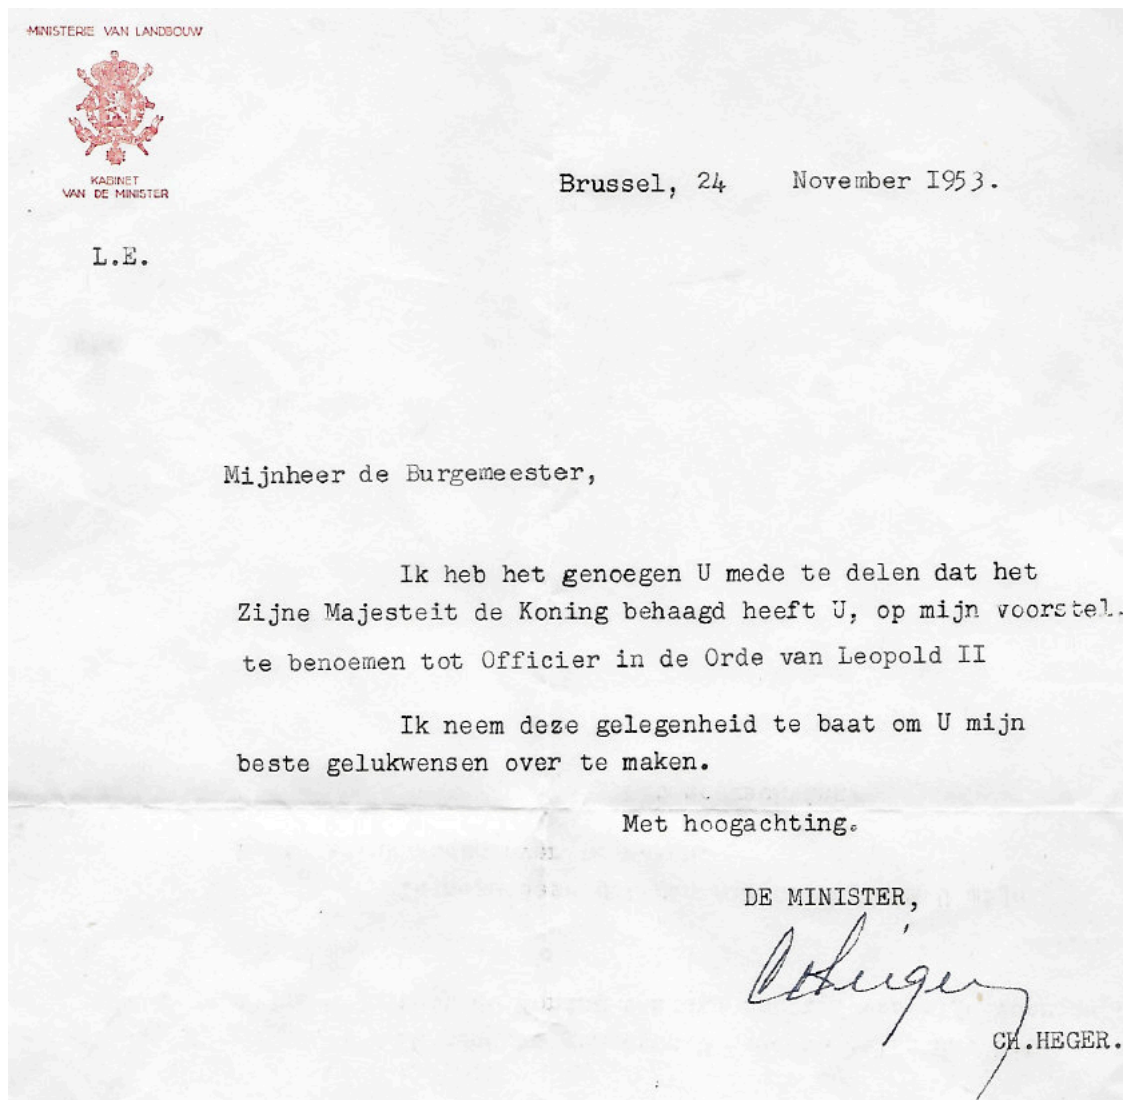 MINISTERIE VAN LANDBOUW
KABINET
VAN DE MINISTER
Brussel, 24 November I953.
L.E.
Mijnheer de Burgemeester,
Ik heb het genoegen U mede te delen dat het
Zijne Majesteit de Koning behaagd heeft U, op mijn voorstel.
te benoemen tot Officier in de Orde van Leopold II
Ik neem deze gelegenheid te baat om U mijn
beste gelukwensen over te maken.
Met hoogachting.
DE MINISTER,
CHHeger
CH.HEGER.